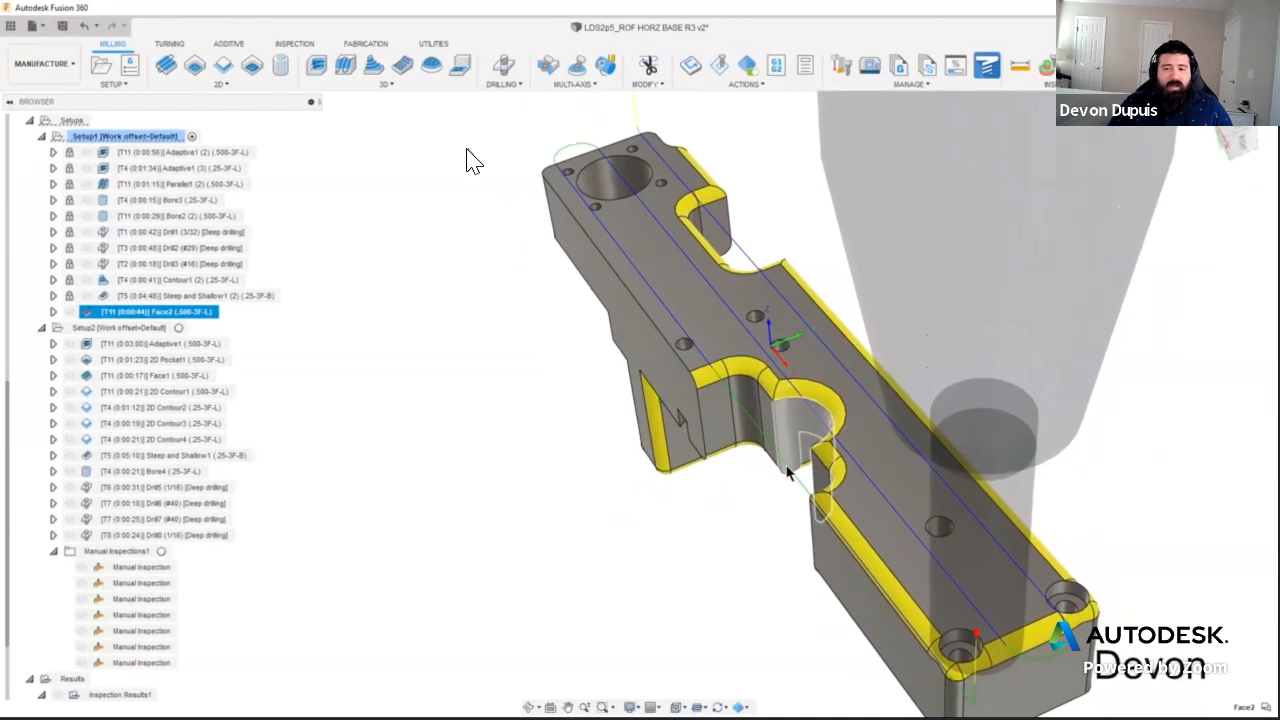 Autodesk Fusion 360
LDS2p5_ROF HORZ BASE R3 v2*
MILLING TURNING ADDITIVE INSPECTION FABRICATION UTILITIES
MANUFACTURE
SETUP 2D 3D DRILLING MULTI-AXIS MODIFY ACTIONS MANAGE
BROWSER
Setups
Setup1 [Work offset=Default]
[T11 (0:00:56)] Adaptive1 (2) (.500-3F-L)
[T4 (0:01:34)] Adaptive1 (3) (.25-3F-L)
[T11 (0:01:15)] Parallel1 (2) (.500-3F-L)
[T4 (0:00:15)] Bore3 (.25-3F-L)
[T11 (0:00:29)] Bore2 (2) (.500-3F-L)
[T1 (0:00:42)] Drill1 (3/32) [Deep drilling]
[T3 (0:00:48)] Drill2 (#29) [Deep drilling]
[T2 (0:00:18)] Drill3 (#16) [Deep drilling]
[T4 (0:00:41)] Contour1 (2) (.25-3F-L)
[T5 (0:04:48)] Steep and Shallow1 (2) (.25-3F-B)
[T11 (0:00:44)] Face2 (.500-3F-L)
Setup2 [Work offset=Default]
[T11 (0:03:00)] Adaptive1 (.500-3F-L)
[T11 (0:01:23)] 2D Pocket1 (.500-3F-L)
[T11 (0:00:17)] Face1 (.500-3F-L)
[T11 (0:00:21)] 2D Contour1 (.500-3F-L)
[T4 (0:01:12)] 2D Contour2 (.25-3F-L)
[T4 (0:00:19)] 2D Contour3 (.25-3F-L)
[T4 (0:00:21)] 2D Contour4 (.25-3F-L)
[T5 (0:05:10)] Steep and Shallow1 (.25-3F-B)
[T4 (0:00:21)] Bore4 (.25-3F-L)
[T6 (0:00:31)] Drill5 (1/16) [Deep drilling]
[T7 (0:00:18)] Drill6 (#40) [Deep drilling]
[T7 (0:00:25)] Drill7 (#40) [Deep drilling]
[T8 (0:00:24)] Drill8 (1/16) [Deep drilling]
Manual Inspections1
Manual Inspection
Manual Inspection
Manual Inspection
Manual Inspection
Manual Inspection
Manual Inspection
Manual Inspection
Results
Inspection Results1
Devon Dupuis
AUTODESK.
Devon
Powered by Zoom
Face2